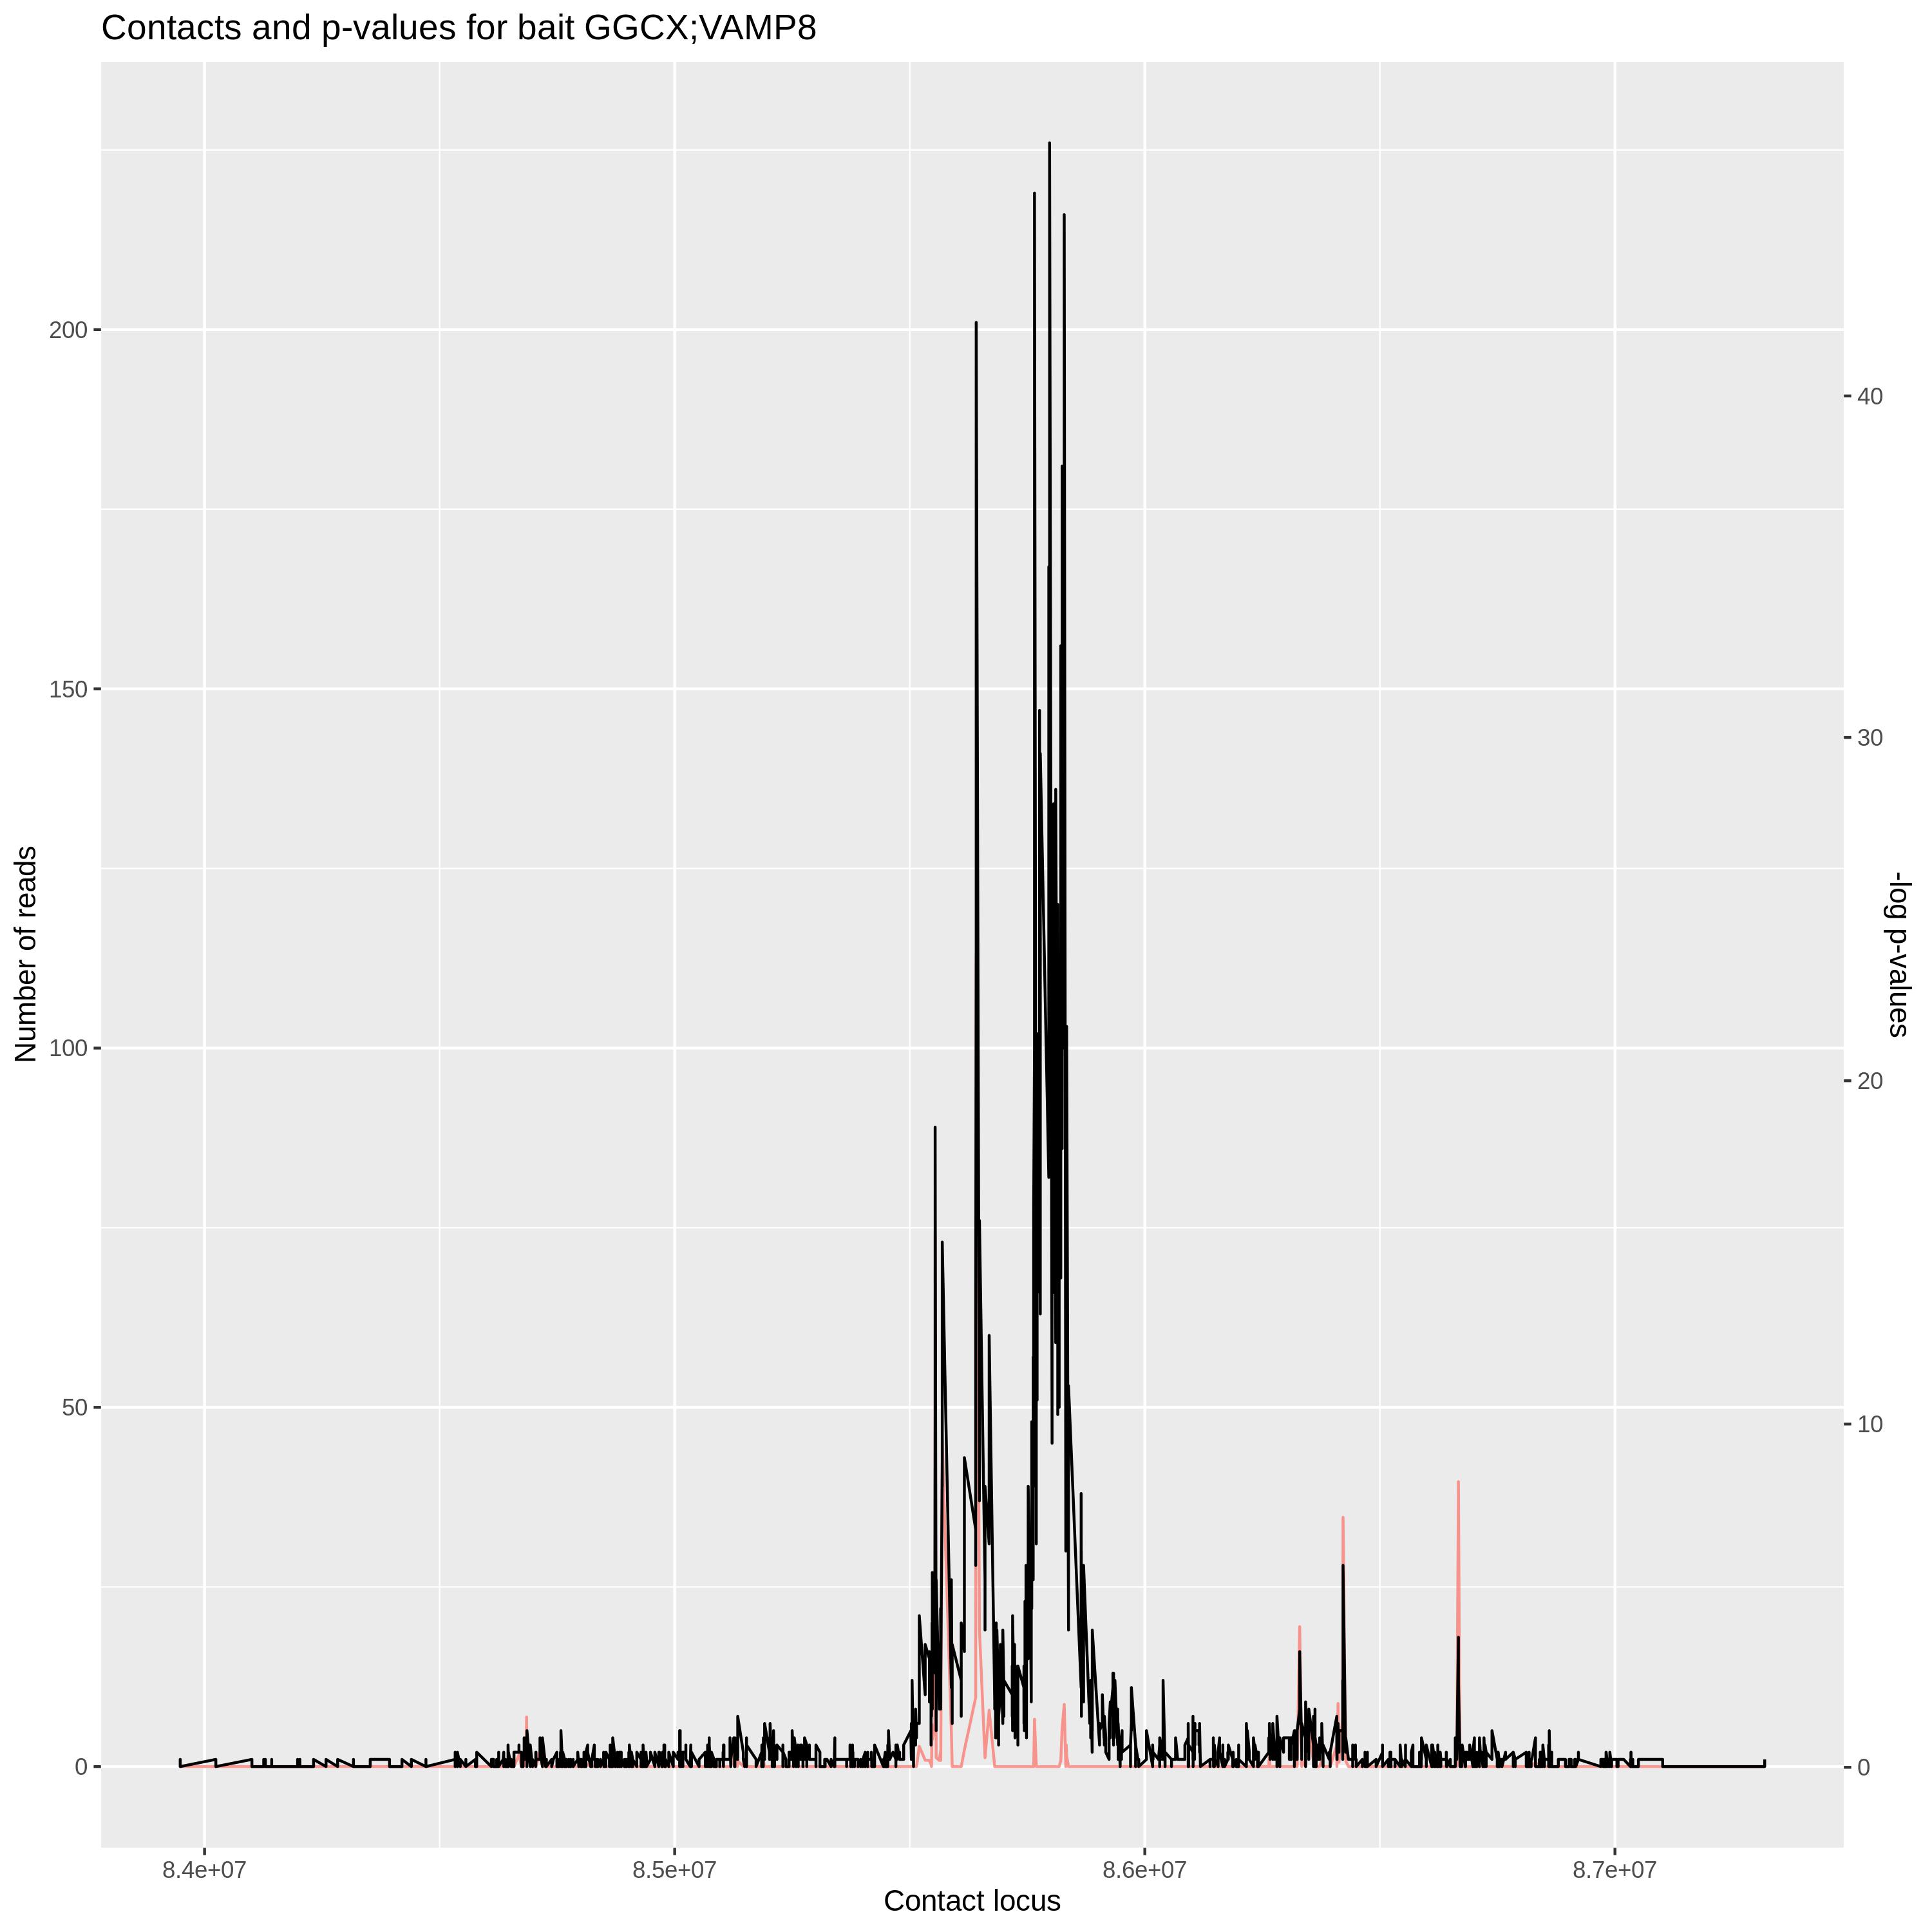 Contacts and p-values for bait GGCX;VAMP8
200
150
100
50
0
Number of reads
40
30
20
10
0
-log p-values
8.4e+07 8.5e+07 8.6e+07 8.7e+07
Contact locus